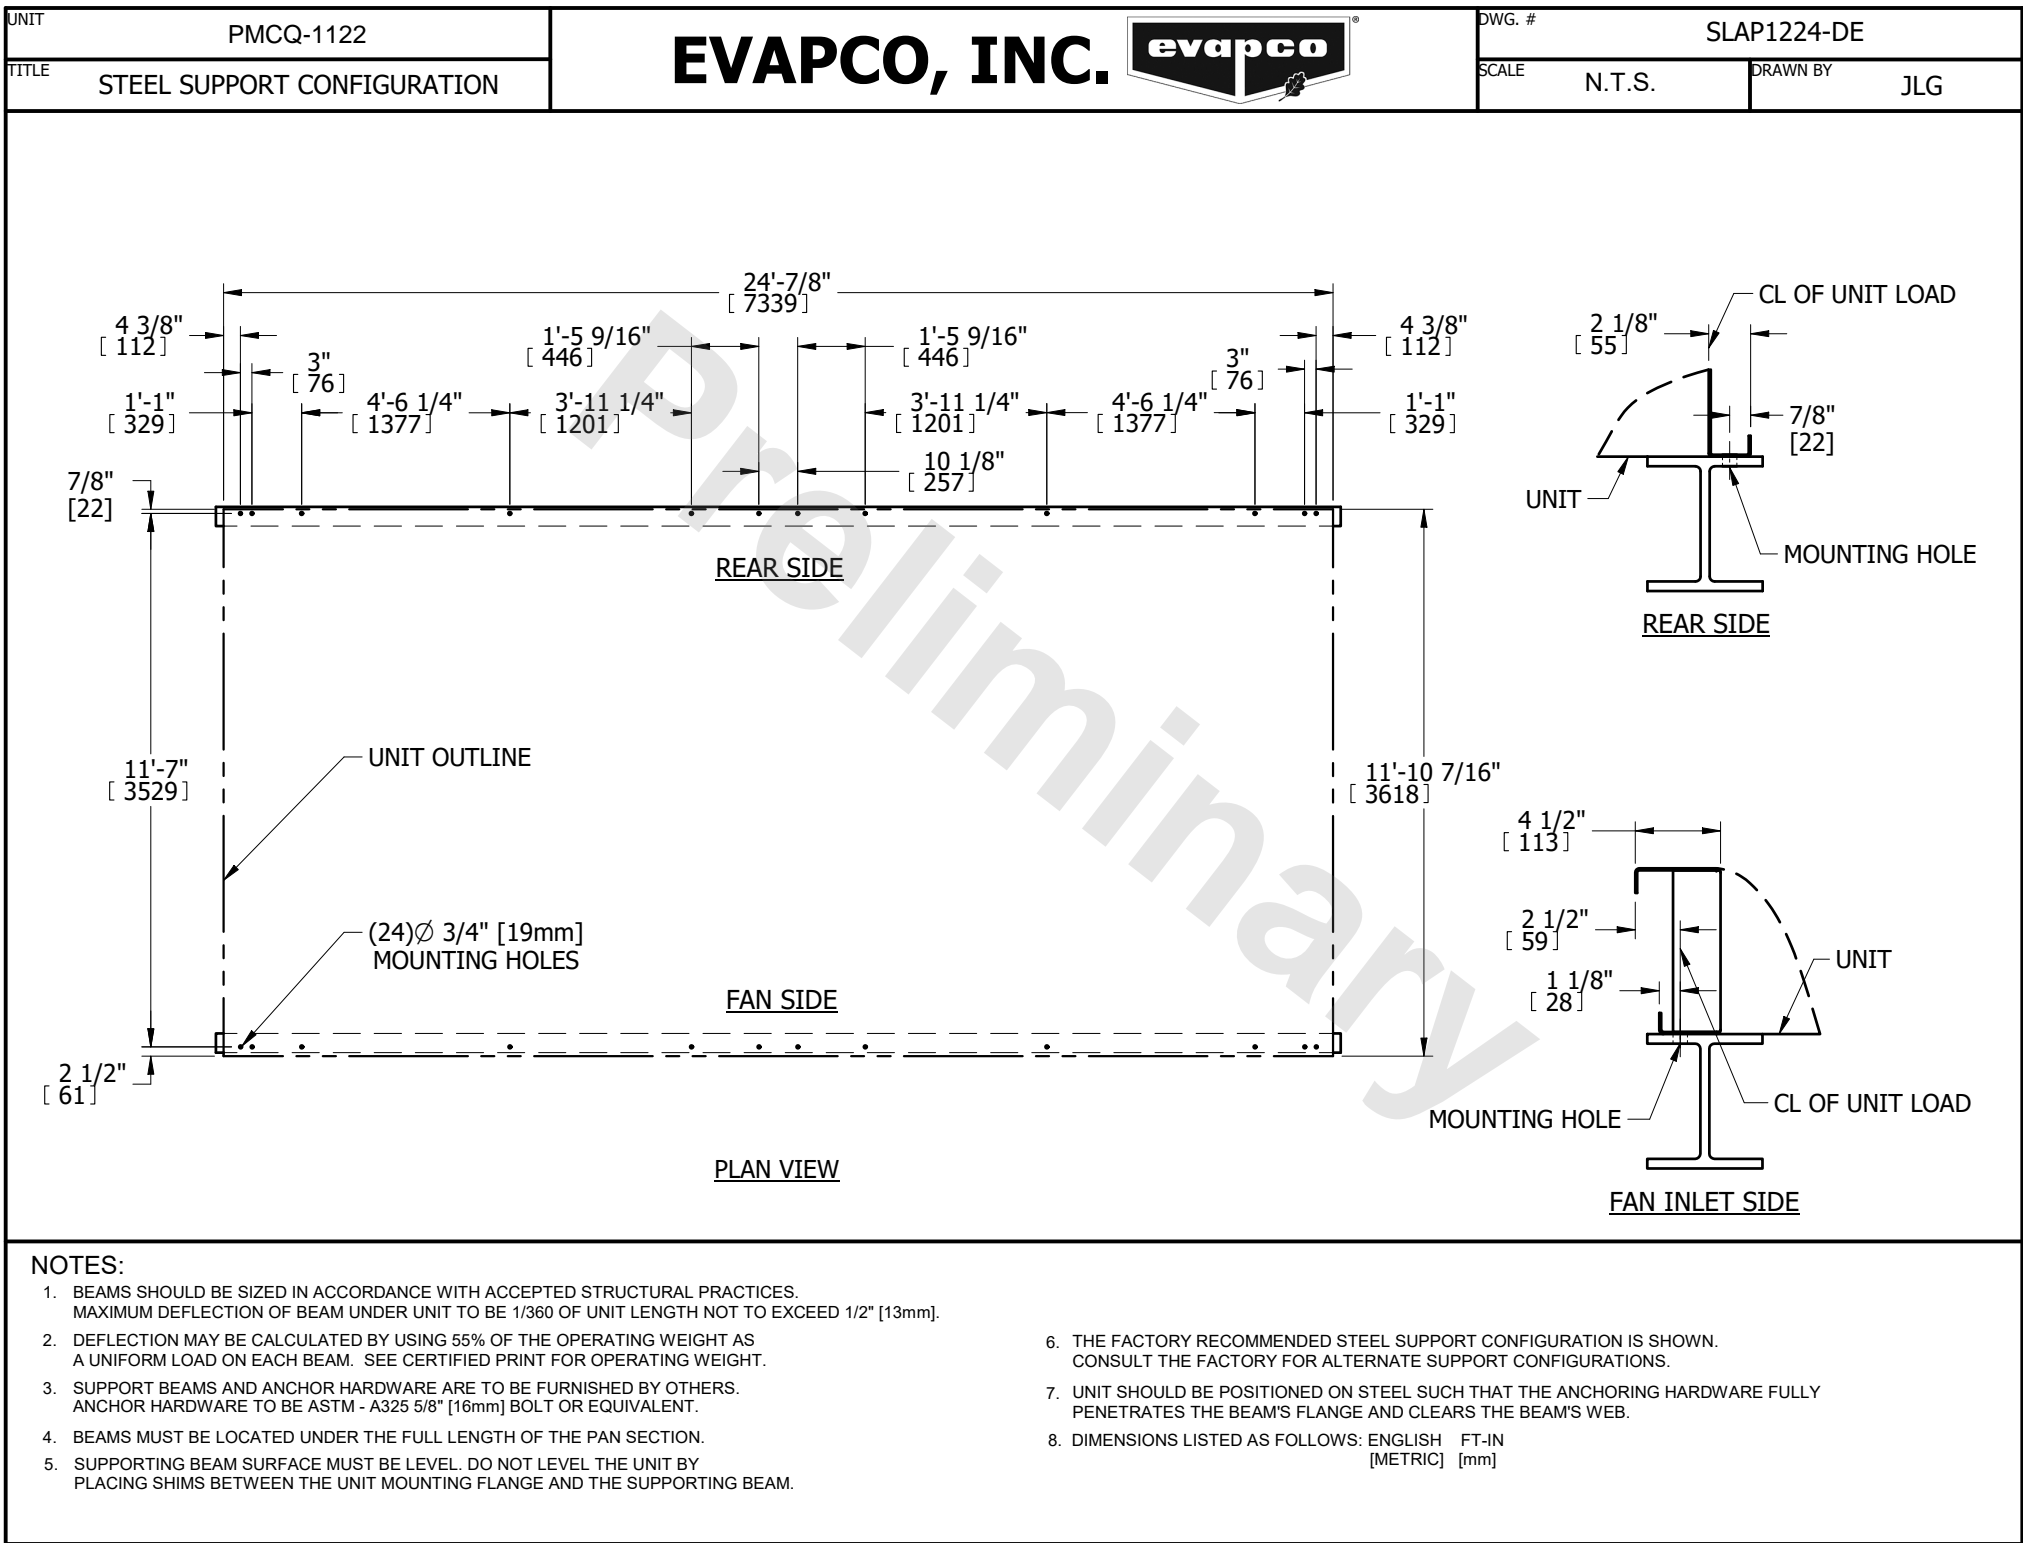 UNIT
PMCQ-1122
TITLE
STEEL SUPPORT CONFIGURATION
EVAPCO, INC.
evapco
®
DWG. #
SLAP1224-DE
SCALE
N.T.S.
DRAWN BY
JLG
24'-7/8"
[ 7339]
4 3/8"
[ 112]
3"
[ 76]
1'-5 9/16"
[ 446]
1'-5 9/16"
[ 446]
3"
[ 76]
4 3/8"
[ 112]
1'-1"
[ 329]
4'-6 1/4"
[ 1377]
3'-11 1/4"
[ 1201]
3'-11 1/4"
[ 1201]
4'-6 1/4"
[ 1377]
1'-1"
[ 329]
10 1/8"
[ 257]
7/8"
[22]
REAR SIDE
UNIT OUTLINE
11'-7"
[ 3529]
11'-10 7/16"
[ 3618]
(24)Ø 3/4" [19mm]
MOUNTING HOLES
FAN SIDE
2 1/2"
[ 61]
PLAN VIEW
Preliminary
CL OF UNIT LOAD
2 1/8"
[ 55]
7/8"
[22]
UNIT
MOUNTING HOLE
REAR SIDE
4 1/2"
[ 113]
2 1/2"
[ 59]
1 1/8"
[ 28]
UNIT
CL OF UNIT LOAD
MOUNTING HOLE
FAN INLET SIDE
NOTES:
1. BEAMS SHOULD BE SIZED IN ACCORDANCE WITH ACCEPTED STRUCTURAL PRACTICES.
MAXIMUM DEFLECTION OF BEAM UNDER UNIT TO BE 1/360 OF UNIT LENGTH NOT TO EXCEED 1/2" [13mm].
2. DEFLECTION MAY BE CALCULATED BY USING 55% OF THE OPERATING WEIGHT AS
A UNIFORM LOAD ON EACH BEAM. SEE CERTIFIED PRINT FOR OPERATING WEIGHT.
3. SUPPORT BEAMS AND ANCHOR HARDWARE ARE TO BE FURNISHED BY OTHERS.
ANCHOR HARDWARE TO BE ASTM - A325 5/8" [16mm] BOLT OR EQUIVALENT.
4. BEAMS MUST BE LOCATED UNDER THE FULL LENGTH OF THE PAN SECTION.
5. SUPPORTING BEAM SURFACE MUST BE LEVEL. DO NOT LEVEL THE UNIT BY
PLACING SHIMS BETWEEN THE UNIT MOUNTING FLANGE AND THE SUPPORTING BEAM.
6. THE FACTORY RECOMMENDED STEEL SUPPORT CONFIGURATION IS SHOWN.
CONSULT THE FACTORY FOR ALTERNATE SUPPORT CONFIGURATIONS.
7. UNIT SHOULD BE POSITIONED ON STEEL SUCH THAT THE ANCHORING HARDWARE FULLY
PENETRATES THE BEAM'S FLANGE AND CLEARS THE BEAM'S WEB.
8. DIMENSIONS LISTED AS FOLLOWS: ENGLISH FT-IN
[METRIC] [mm]